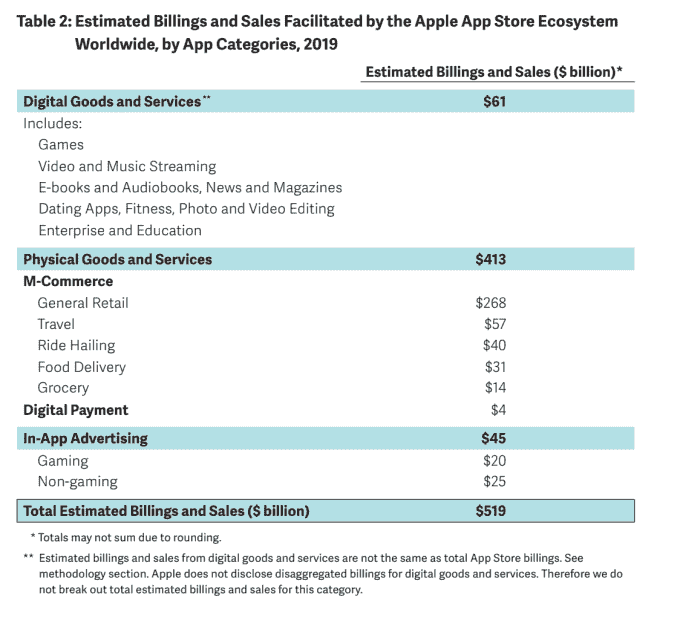 Table 2: Estimated Billings and Sales Facilitated by the Apple App Store Ecosystem
Worldwide, by App Categories, 2019
Estimated Billings and Sales ($ billion)*
Digital Goods and Services** $61
Includes:
Games
Video and Music Streaming
E-books and Audiobooks, News and Magazines
Dating Apps, Fitness, Photo and Video Editing
Enterprise and Education
Physical Goods and Services $413
M-Commerce
General Retail $268
Travel $57
Ride Hailing $40
Food Delivery $31
Grocery $14
Digital Payment $4
In-App Advertising $45
Gaming $20
Non-gaming $25
Total Estimated Billings and Sales ($ billion) $519
* Totals may not sum due to rounding.
** Estimated billings and sales from digital goods and services are not the same as total App Store billings. See
methodology section. Apple does not disclose disaggregated billings for digital goods and services. Therefore we do
not break out total estimated billings and sales for this category.